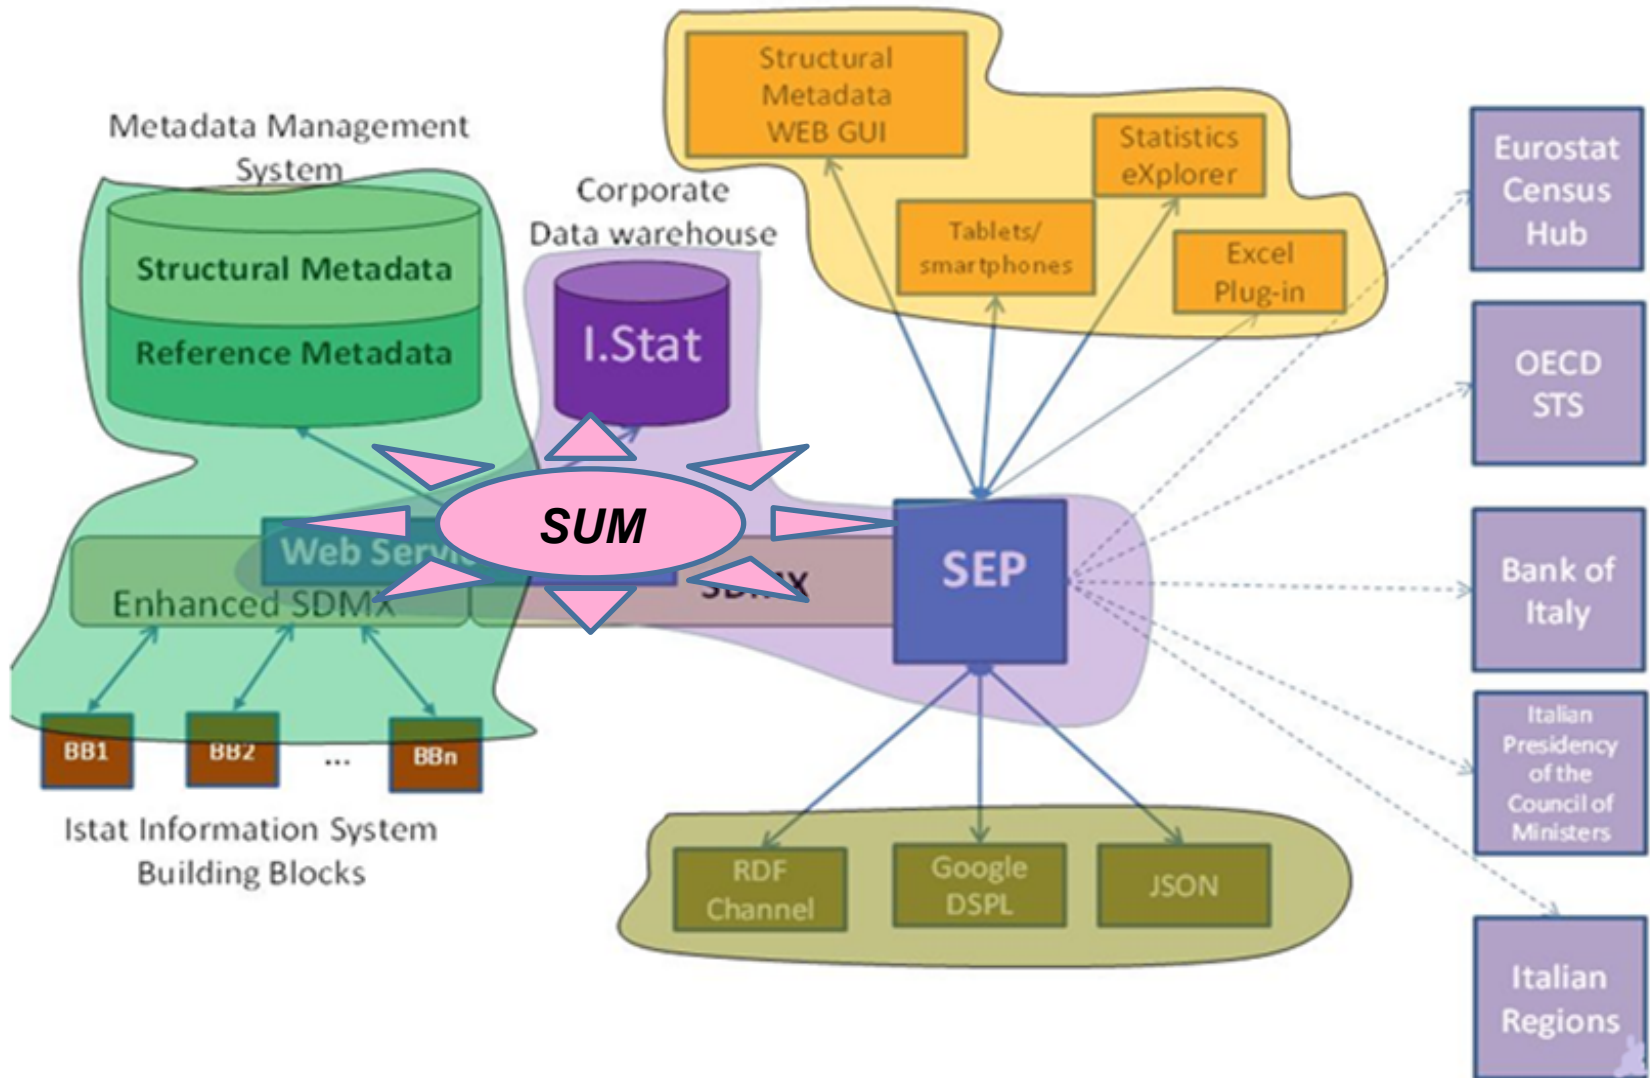 Structural
Metadata
WEB GUI
Statistics
eXplorer
Tablets/
smartphones
Excel
Plug-in
Metadata Management
System
Structural Metadata
Reference Metadata
Corporate
Data warehouse
I.Stat
SUM
Web
Enhanced SDMX
SDMX
SEP
BB1
BB2
...
BBn
Istat Information System
Building Blocks
RDF
Channel
Google
DSPL
JSON
Eurostat
Census
Hub
OECD
STS
Bank of
Italy
Italian
Presidency
of the
Council of
Ministers
Italian
Regions